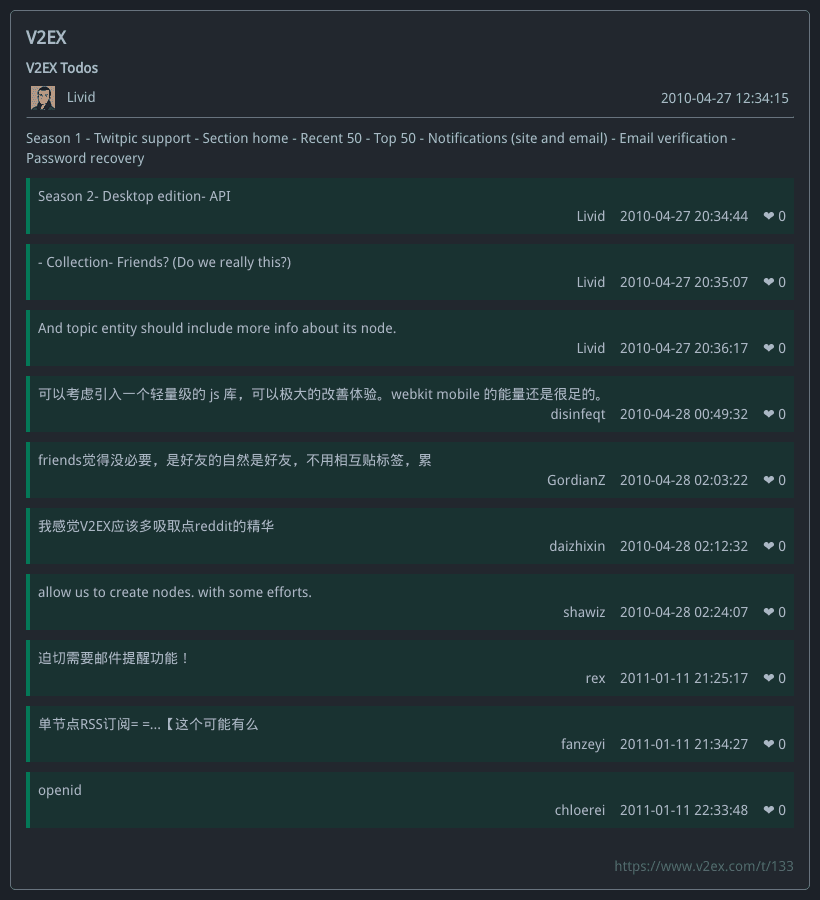 V2EX
V2EX Todos
Livid 2010-04-27 12:34:15
Season 1 - Twitpic support - Section home - Recent 50 - Top 50 - Notifications (site and email) - Email verification -
Password recovery
Season 2- Desktop edition- API
Livid 2010-04-27 20:34:44 ❤ 0
- Collection- Friends? (Do we really this?)
Livid 2010-04-27 20:35:07 ❤ 0
And topic entity should include more info about its node.
Livid 2010-04-27 20:36:17 ❤ 0
可以考虑引入一个轻量级的 js 库，可以极大的改善体验。webkit mobile 的能量还是很足的。
disinfeqt 2010-04-28 00:49:32 ❤ 0
friends觉得没必要，是好友的自然是好友，不用相互贴标签，累
GordianZ 2010-04-28 02:03:22 ❤ 0
我感觉V2EX应该多吸取点reddit的精华
daizhixin 2010-04-28 02:12:32 ❤ 0
allow us to create nodes. with some efforts.
shawiz 2010-04-28 02:24:07 ❤ 0
迫切需要邮件提醒功能！
rex 2011-01-11 21:25:17 ❤ 0
单节点RSS订阅= =...【这个可能有么
fanzeyi 2011-01-11 21:34:27 ❤ 0
openid
chloerei 2011-01-11 22:33:48 ❤ 0
https://www.v2ex.com/t/133